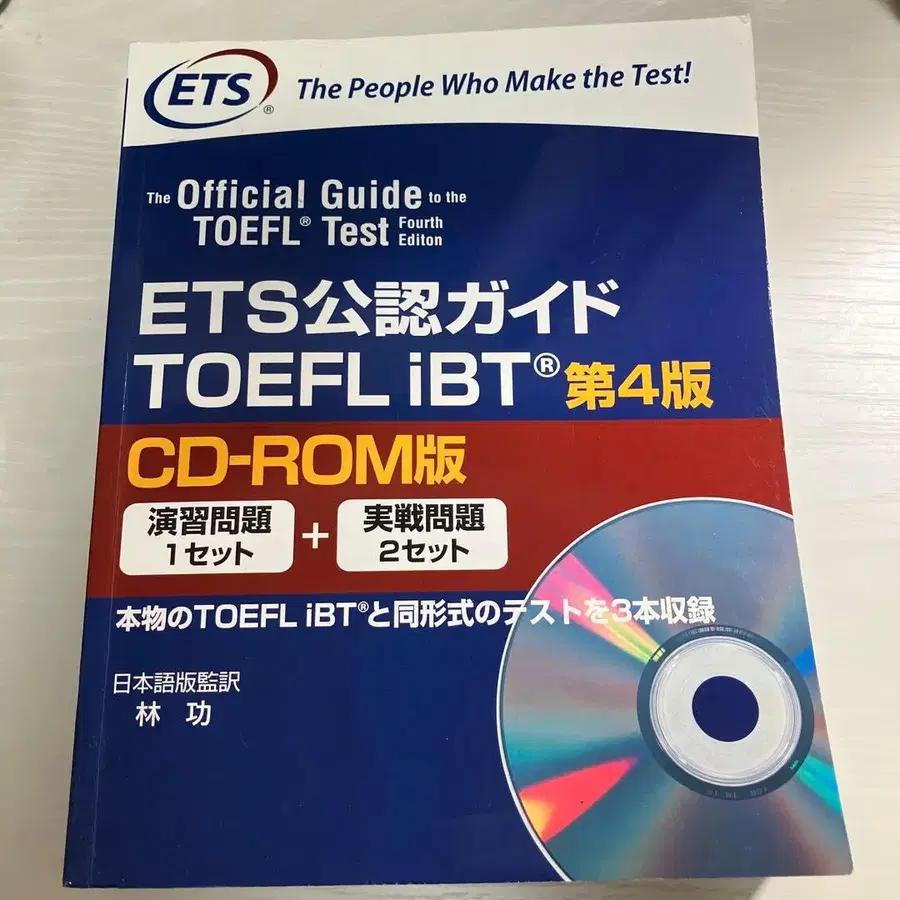 ETS®
The People Who Make the Test!
The Official Guide to the
TOEFL® Test Fourth Editon
ETS公認ガイド
TOEFL iBT® 第4版
CD-ROM版
演習問題
1セット
+
実戦問題
2セット
本物のTOEFL iBT®と同形式のテストを3本収録
日本語版監訳
林 功